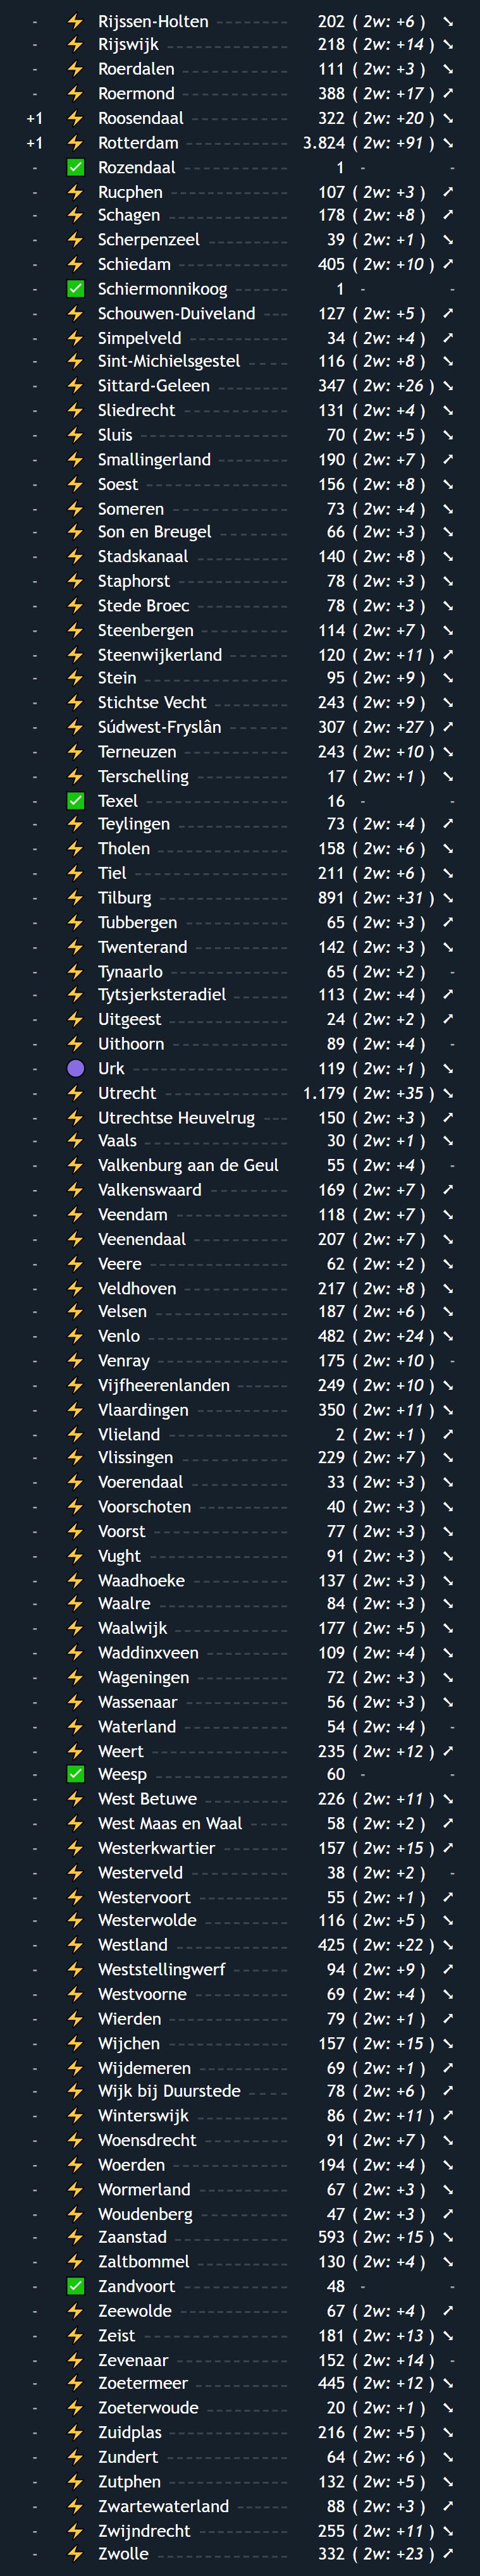 - ⚡ Rijssen-Holten 202 ( 2w: +6 ) ➘
- ⚡ Rijswijk 218 ( 2w: +14 ) ➘
- ⚡ Roerdalen 111 ( 2w: +3 ) ➘
- ⚡ Roermond 388 ( 2w: +17 ) ➚
+1 ⚡ Roosendaal 322 ( 2w: +20 ) ➘
+1 ⚡ Rotterdam 3.824 ( 2w: +91 ) ➘
- ✅ Rozendaal 1 - -
- ⚡ Rucphen 107 ( 2w: +3 ) ➚
- ⚡ Schagen 178 ( 2w: +8 ) ➚
- ⚡ Scherpenzeel 39 ( 2w: +1 ) ➘
- ⚡ Schiedam 405 ( 2w: +10 ) ➚
- ✅ Schiermonnikoog 1 - -
- ⚡ Schouwen-Duiveland 127 ( 2w: +5 ) ➚
- ⚡ Simpelveld 34 ( 2w: +4 ) ➚
- ⚡ Sint-Michielsgestel 116 ( 2w: +8 ) ➘
- ⚡ Sittard-Geleen 347 ( 2w: +26 ) ➘
- ⚡ Sliedrecht 131 ( 2w: +4 ) ➘
- ⚡ Sluis 70 ( 2w: +5 ) ➘
- ⚡ Smallingerland 190 ( 2w: +7 ) ➚
- ⚡ Soest 156 ( 2w: +8 ) ➘
- ⚡ Someren 73 ( 2w: +4 ) ➘
- ⚡ Son en Breugel 66 ( 2w: +3 ) ➘
- ⚡ Stadskanaal 140 ( 2w: +8 ) ➘
- ⚡ Staphorst 78 ( 2w: +3 ) ➘
- ⚡ Stede Broec 78 ( 2w: +3 ) ➘
- ⚡ Steenbergen 114 ( 2w: +7 ) ➘
- ⚡ Steenwijkerland 120 ( 2w: +11 ) ➚
- ⚡ Stein 95 ( 2w: +9 ) ➘
- ⚡ Stichtse Vecht 243 ( 2w: +9 ) ➘
- ⚡ Súdwest-Fryslân 307 ( 2w: +27 ) ➚
- ⚡ Terneuzen 243 ( 2w: +10 ) ➘
- ⚡ Terschelling 17 ( 2w: +1 ) ➘
- ✅ Texel 16 - -
- ⚡ Teylingen 73 ( 2w: +4 ) ➚
- ⚡ Tholen 158 ( 2w: +6 ) ➘
- ⚡ Tiel 211 ( 2w: +6 ) ➘
- ⚡ Tilburg 891 ( 2w: +31 ) ➘
- ⚡ Tubbergen 65 ( 2w: +3 ) ➚
- ⚡ Twenterand 142 ( 2w: +3 ) ➘
- ⚡ Tynaarlo 65 ( 2w: +2 ) -
- ⚡ Tytsjerksteradiel 113 ( 2w: +4 ) ➚
- ⚡ Uitgeest 24 ( 2w: +2 ) ➚
- ⚡ Uithoorn 89 ( 2w: +4 ) -
- 🟣 Urk 119 ( 2w: +1 ) ➘
- ⚡ Utrecht 1.179 ( 2w: +35 ) ➘
- ⚡ Utrechtse Heuvelrug 150 ( 2w: +3 ) ➚
- ⚡ Vaals 30 ( 2w: +1 ) ➘
- ⚡ Valkenburg aan de Geul 55 ( 2w: +4 ) -
- ⚡ Valkenswaard 169 ( 2w: +7 ) ➚
- ⚡ Veendam 118 ( 2w: +7 ) ➘
- ⚡ Veenendaal 207 ( 2w: +7 ) ➘
- ⚡ Veere 62 ( 2w: +2 ) ➘
- ⚡ Veldhoven 217 ( 2w: +8 ) ➘
- ⚡ Velsen 187 ( 2w: +6 ) ➘
- ⚡ Venlo 482 ( 2w: +24 ) ➘
- ⚡ Venray 175 ( 2w: +10 ) -
- ⚡ Vijfheerenlanden 249 ( 2w: +10 ) ➘
- ⚡ Vlaardingen 350 ( 2w: +11 ) ➘
- ⚡ Vlieland 2 ( 2w: +1 ) ➚
- ⚡ Vlissingen 229 ( 2w: +7 ) ➘
- ⚡ Voerendaal 33 ( 2w: +3 ) ➘
- ⚡ Voorschoten 40 ( 2w: +3 ) ➘
- ⚡ Voorst 77 ( 2w: +3 ) ➘
- ⚡ Vught 91 ( 2w: +3 ) ➘
- ⚡ Waadhoeke 137 ( 2w: +3 ) ➘
- ⚡ Waalre 84 ( 2w: +3 ) ➘
- ⚡ Waalwijk 177 ( 2w: +5 ) ➘
- ⚡ Waddinxveen 109 ( 2w: +4 ) ➘
- ⚡ Wageningen 72 ( 2w: +3 ) ➘
- ⚡ Wassenaar 56 ( 2w: +3 ) ➘
- ⚡ Waterland 54 ( 2w: +4 ) -
- ⚡ Weert 235 ( 2w: +12 ) ➚
- ✅ Weesp 60 - -
- ⚡ West Betuwe 226 ( 2w: +11 ) ➘
- ⚡ West Maas en Waal 58 ( 2w: +2 ) ➚
- ⚡ Westerkwartier 157 ( 2w: +15 ) ➚
- ⚡ Westerveld 38 ( 2w: +2 ) -
- ⚡ Westervoort 55 ( 2w: +1 ) ➚
- ⚡ Westerwolde 116 ( 2w: +5 ) ➘
- ⚡ Westland 425 ( 2w: +22 ) ➘
- ⚡ Weststellingwerf 94 ( 2w: +9 ) ➚
- ⚡ Westvoorne 69 ( 2w: +4 ) ➘
- ⚡ Wierden 79 ( 2w: +1 ) ➚
- ⚡ Wijchen 157 ( 2w: +15 ) ➘
- ⚡ Wijdemeren 69 ( 2w: +1 ) ➚
- ⚡ Wijk bij Duurstede 78 ( 2w: +6 ) ➚
- ⚡ Winterswijk 86 ( 2w: +11 ) ➚
- ⚡ Woensdrecht 91 ( 2w: +7 ) ➘
- ⚡ Woerden 194 ( 2w: +4 ) ➘
- ⚡ Wormerland 67 ( 2w: +3 ) ➘
- ⚡ Woudenberg 47 ( 2w: +3 ) ➚
- ⚡ Zaanstad 593 ( 2w: +15 ) ➘
- ⚡ Zaltbommel 130 ( 2w: +4 ) ➘
- ✅ Zandvoort 48 - -
- ⚡ Zeewolde 67 ( 2w: +4 ) ➚
- ⚡ Zeist 181 ( 2w: +13 ) ➘
- ⚡ Zevenaar 152 ( 2w: +14 ) -
- ⚡ Zoetermeer 445 ( 2w: +12 ) ➘
- ⚡ Zoeterwoude 20 ( 2w: +1 ) ➘
- ⚡ Zuidplas 216 ( 2w: +5 ) ➘
- ⚡ Zundert 64 ( 2w: +6 ) ➘
- ⚡ Zutphen 132 ( 2w: +5 ) ➘
- ⚡ Zwartewaterland 88 ( 2w: +3 ) ➚
- ⚡ Zwijndrecht 255 ( 2w: +11 ) ➘
- ⚡ Zwolle 332 ( 2w: +23 ) ➚